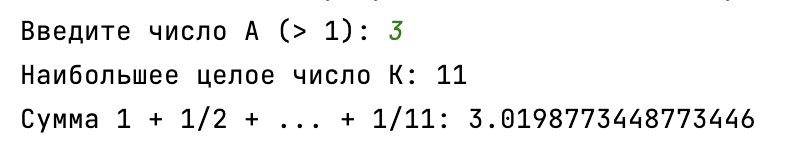 Введите число A (> 1): 3
Наибольшее целое число K: 11
Сумма 1 + 1/2 + ... + 1/11: 3.0198773448773446